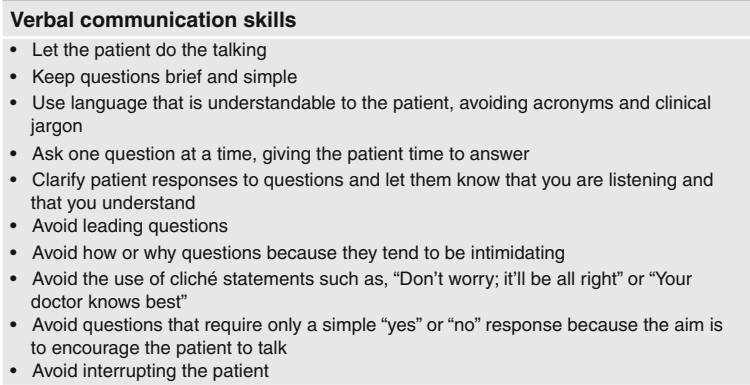 Verbal communication skills
• Let the patient do the talking
• Keep questions brief and simple
• Use language that is understandable to the patient, avoiding acronyms and clinical
jargon
• Ask one question at a time, giving the patient time to answer
• Clarify patient responses to questions and let them know that you are listening and
that you understand
• Avoid leading questions
• Avoid how or why questions because they tend to be intimidating
• Avoid the use of cliché statements such as, “Don’t worry; it’ll be all right” or “Your
doctor knows best”
• Avoid questions that require only a simple “yes” or “no” response because the aim is
to encourage the patient to talk
• Avoid interrupting the patient